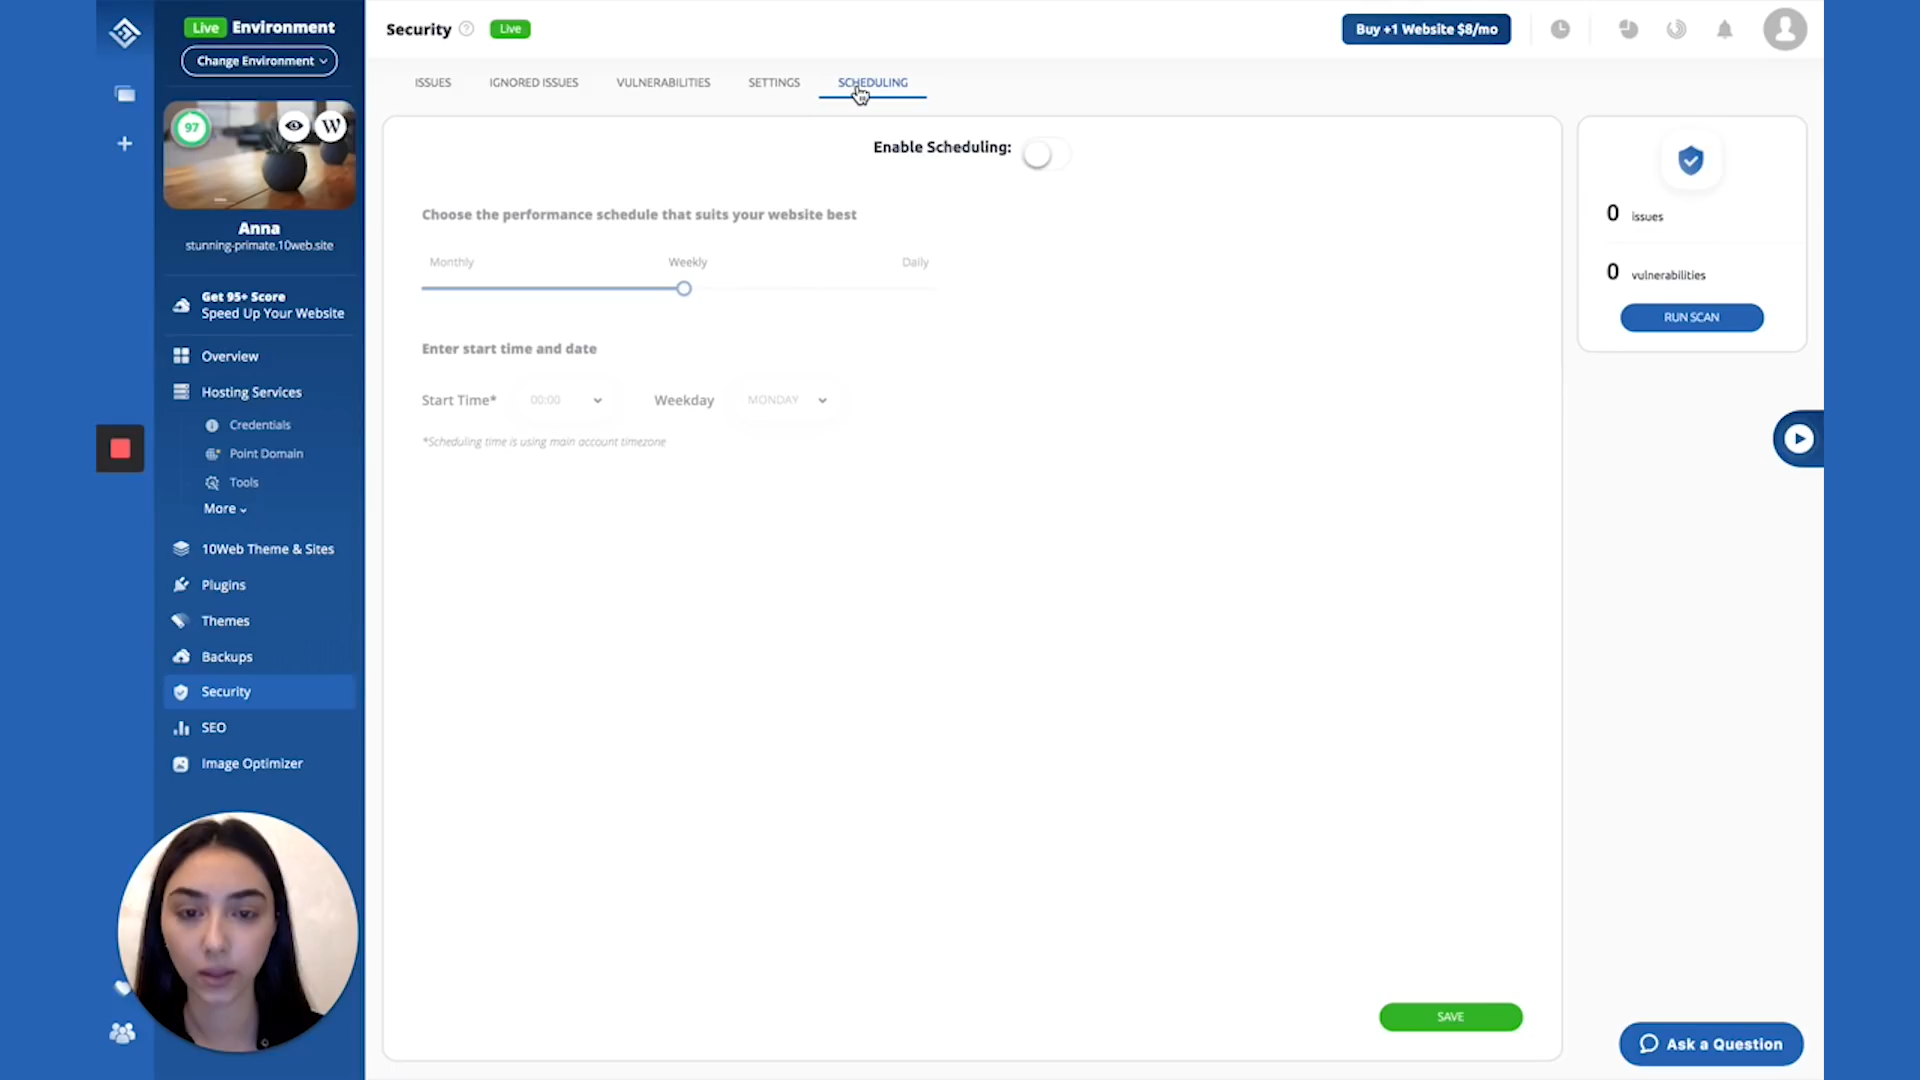 Live Environment
Change Environment
97
W
Anna
stunning-primate.10web.site
Get 95+ Score
Speed Up Your Website
Overview
Hosting Services
Credentials
Point Domain
Tools
More
10Web Theme & Sites
Plugins
Themes
Backups
Security
SEO
Image Optimizer
Security ? Live
Buy +1 Website $8/mo
ISSUES IGNORED ISSUES VULNERABILITIES SETTINGS SCHEDULING
Enable Scheduling:
Choose the performance schedule that suits your website best
Monthly Weekly Daily
Enter start time and date
Start Time* 00:00 Weekday MONDAY
*Scheduling time is using main account timezone
SAVE
0 issues
0 vulnerabilities
RUN SCAN
Ask a Question